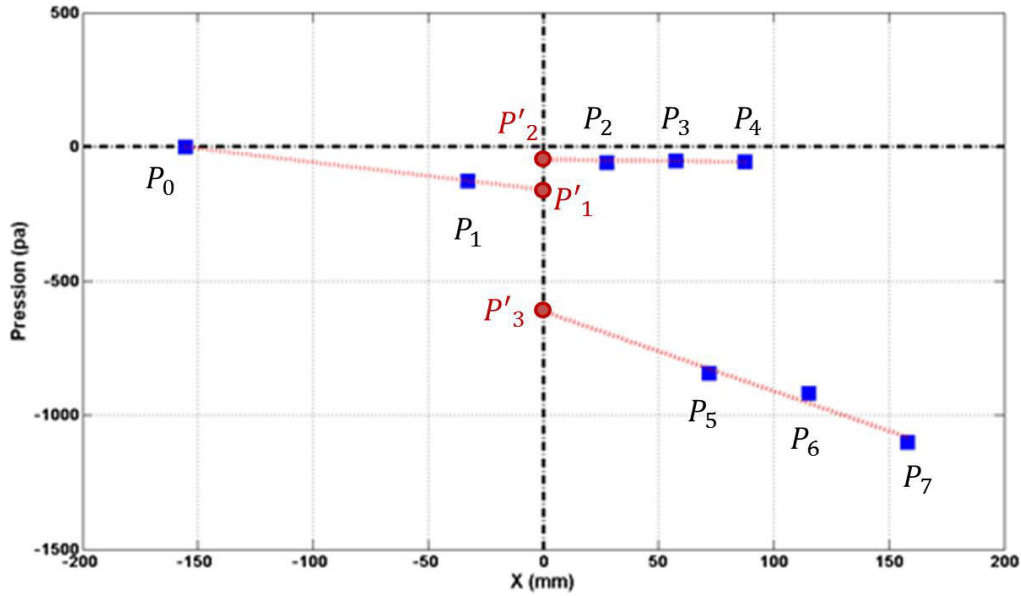 500
0
-500
-1000
-1500
-200
-150
-100
-50
0
50
100
150
200
Pression (pa)
X (mm)
P₀
P₁
P'₂
P₂
P₃
P₄
P'₁
P'₃
P₅
P₆
P₇